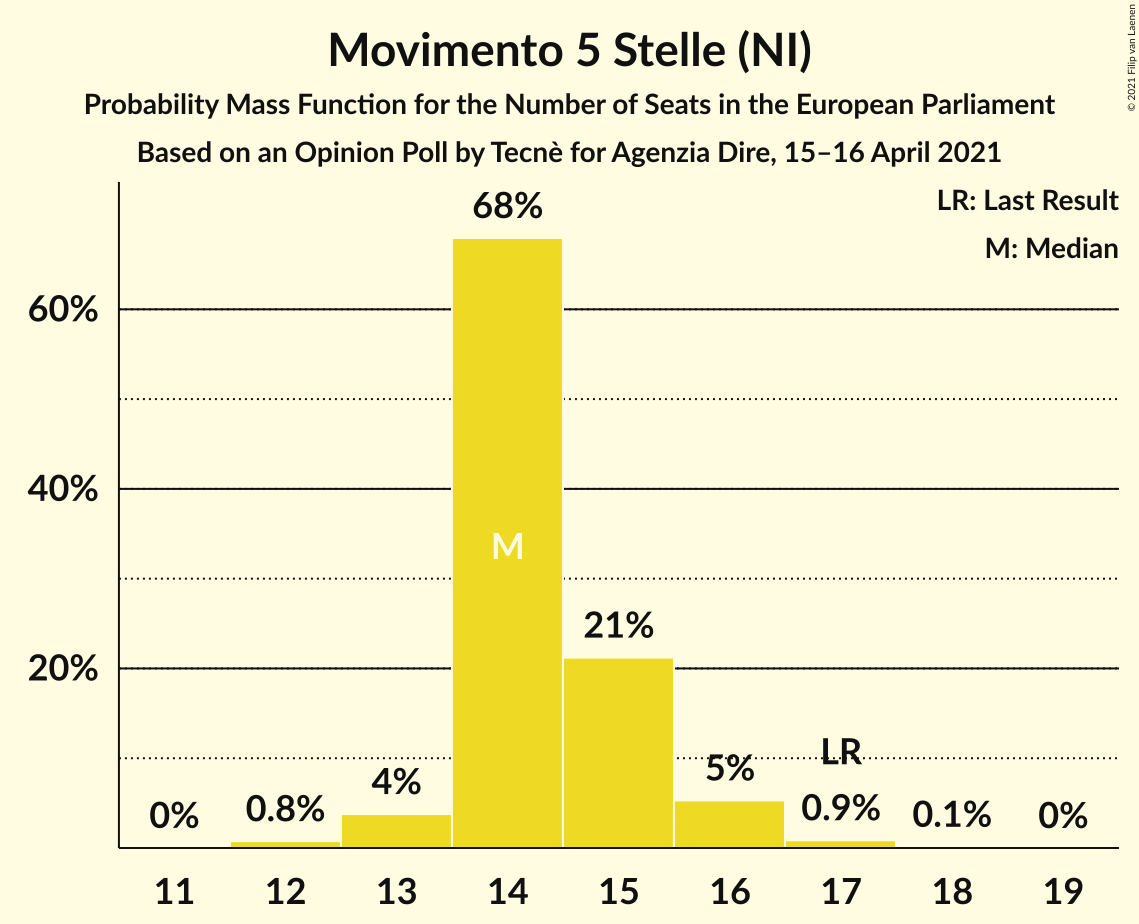 Movimento 5 Stelle (NI)
Probability Mass Function for the Number of Seats in the European Parliament
Based on an Opinion Poll by Tecnè for Agenzia Dire, 15–16 April 2021
© 2021 Filip van Laenen
LR: Last Result
M: Median
68%
60%
40%
M
21%
20%
LR
5%
4%
0% 0.8% 0.9% 0.1% 0%
11 12 13 14 15 16 17 18 19